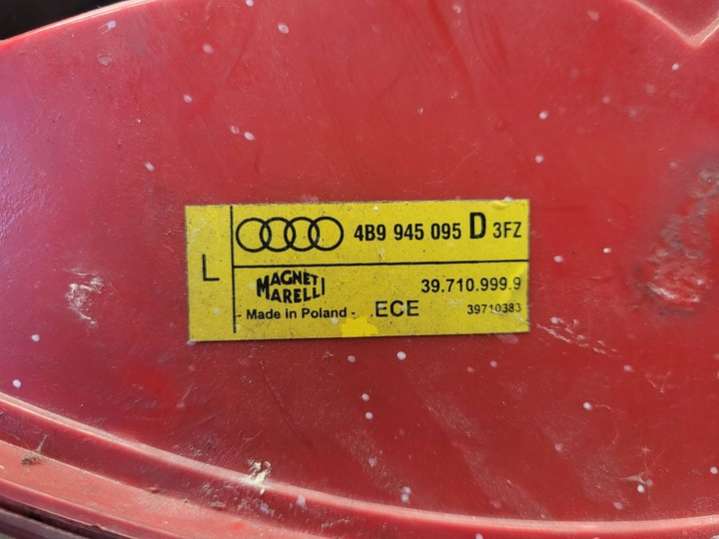 L
4B9 945 095 D 3FZ
MAGNETI MARELLI
39.710.999.9
- Made in Poland - ECE
39710383